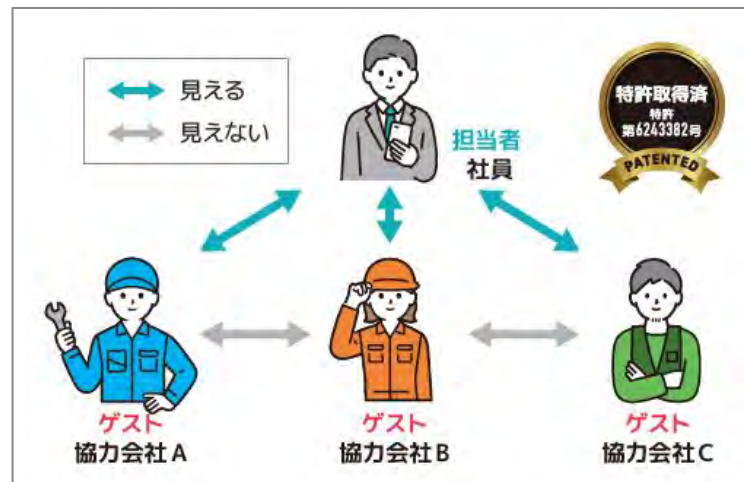 見える
見えない
担当者
社員
特許取得済
特許
第6243382号
PATENTED
ゲスト
協力会社A
ゲスト
協力会社B
ゲスト
協力会社C